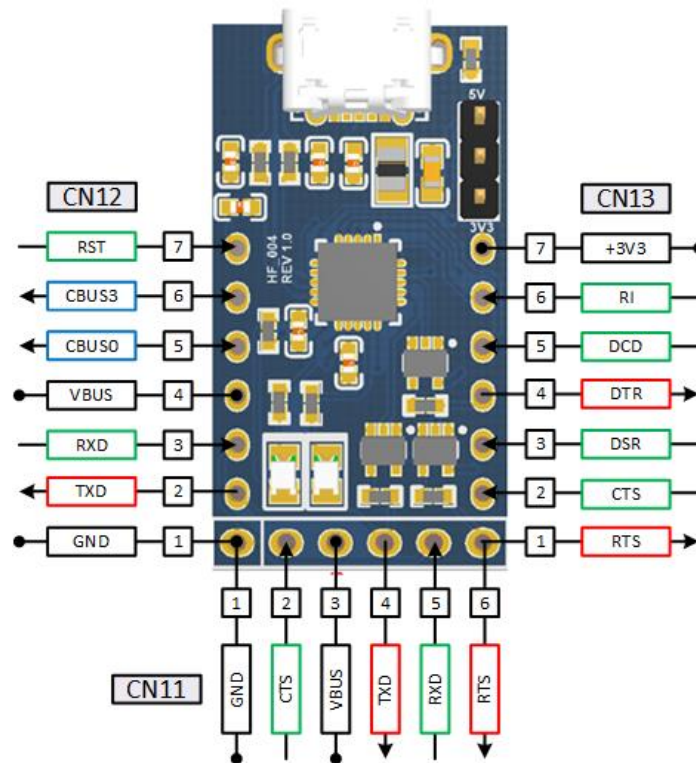 5V
CN12
CN13
RST 7
3V3
7 +3V3
HF_004
REV 1.0
CBUS3 6
6 RI
CBUS0 5
5 DCD
VBUS 4
4 DTR
RXD 3
3 DSR
TXD 2
2 CTS
GND 1
1 RTS
1 2 3 4 5 6
GND CTS VBUS TXD RXD RTS
CN11